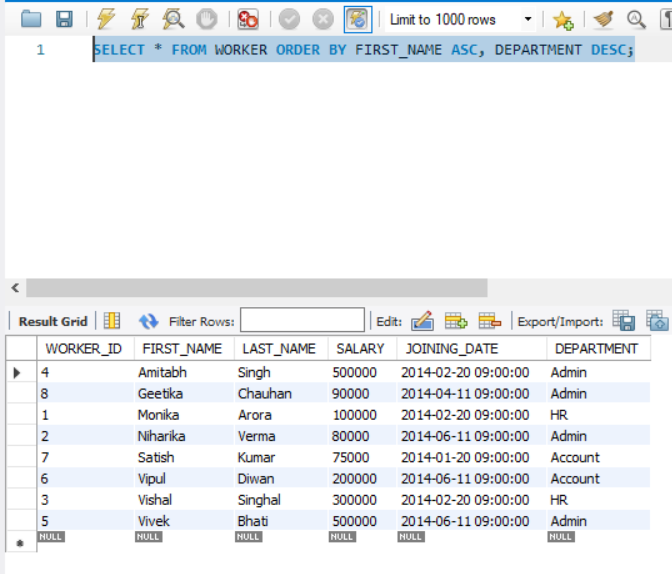 Limit to 1000 rows
1 SELECT * FROM WORKER ORDER BY FIRST_NAME ASC, DEPARTMENT DESC;
Result Grid Filter Rows: Edit: Export/Import:
WORKER_ID FIRST_NAME LAST_NAME SALARY JOINING_DATE DEPARTMENT
4 Amitabh Singh 500000 2014-02-20 09:00:00 Admin
8 Geetika Chauhan 90000 2014-04-11 09:00:00 Admin
1 Monika Arora 100000 2014-02-20 09:00:00 HR
2 Niharika Verma 80000 2014-06-11 09:00:00 Admin
7 Satish Kumar 75000 2014-01-20 09:00:00 Account
6 Vipul Diwan 200000 2014-06-11 09:00:00 Account
3 Vishal Singhal 300000 2014-02-20 09:00:00 HR
5 Vivek Bhati 500000 2014-06-11 09:00:00 Admin
NULL NULL NULL NULL NULL NULL